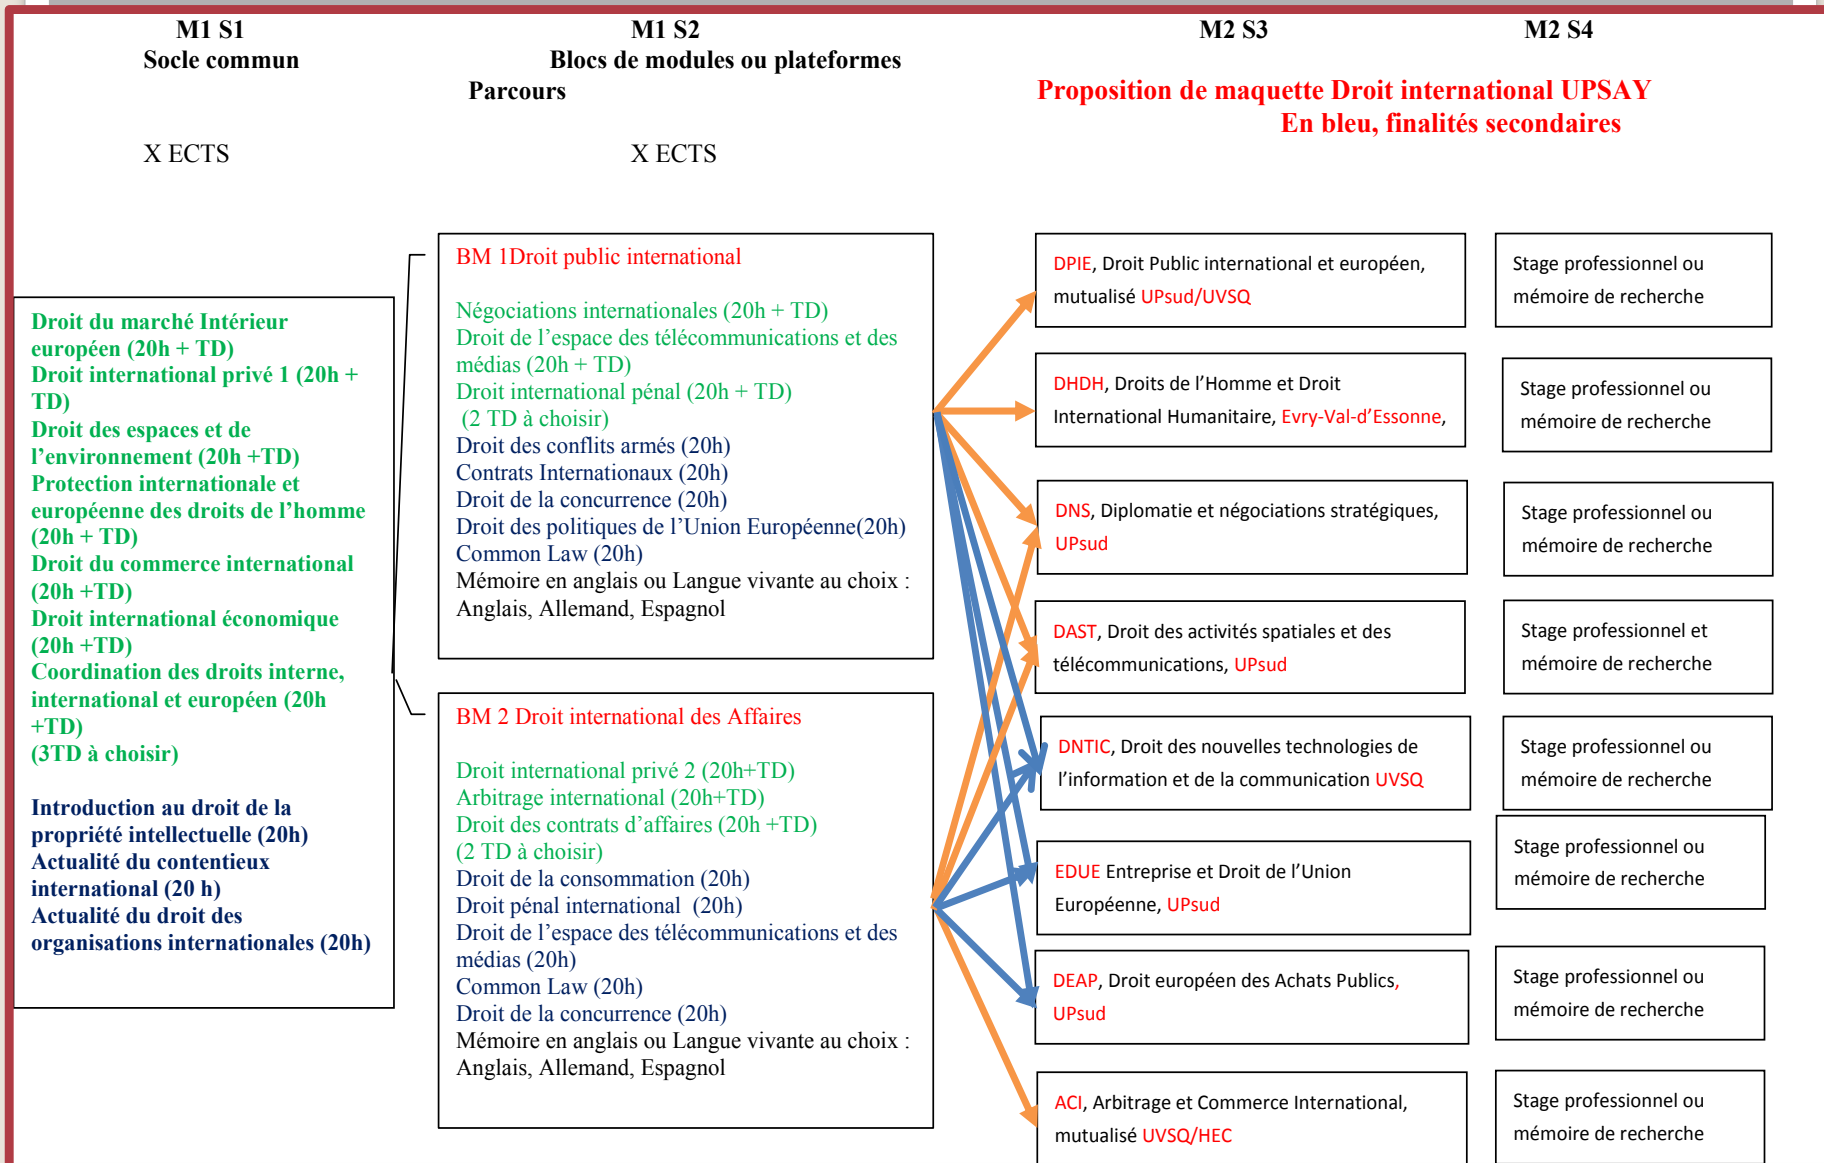 M1 S1
Socle commun
X ECTS
M1 S2
Blocs de modules ou plateformes
Parcours
X ECTS
M2 S3
M2 S4
Proposition de maquette Droit international UPSAY
En bleu, finalités secondaires
Droit du marché Intérieur
européen (20h + TD)
Droit international privé 1 (20h +
TD)
Droit des espaces et de
l’environnement (20h +TD)
Protection internationale et
européenne des droits de l’homme
(20h + TD)
Droit du commerce international
(20h +TD)
Droit international économique
(20h +TD)
Coordination des droits interne,
international et européen (20h
+TD)
(3TD à choisir)
Introduction au droit de la
propriété intellectuelle (20h)
Actualité du contentieux
international (20 h)
Actualité du droit des
organisations internationales (20h)
BM 1Droit public international
Négociations internationales (20h + TD)
Droit de l’espace des télécommunications et des
médias (20h + TD)
Droit international pénal (20h + TD)
(2 TD à choisir)
Droit des conflits armés (20h)
Contrats Internationaux (20h)
Droit de la concurrence (20h)
Droit des politiques de l’Union Européenne(20h)
Common Law (20h)
Mémoire en anglais ou Langue vivante au choix :
Anglais, Allemand, Espagnol
BM 2 Droit international des Affaires
Droit international privé 2 (20h+TD)
Arbitrage international (20h+TD)
Droit des contrats d’affaires (20h +TD)
(2 TD à choisir)
Droit de la consommation (20h)
Droit pénal international (20h)
Droit de l’espace des télécommunications et des
médias (20h)
Common Law (20h)
Droit de la concurrence (20h)
Mémoire en anglais ou Langue vivante au choix :
Anglais, Allemand, Espagnol
DPIE, Droit Public international et européen,
mutualisé UPsud/UVSQ
Stage professionnel ou
mémoire de recherche
DHDH, Droits de l’Homme et Droit
International Humanitaire, Evry-Val-d’Essonne,
Stage professionnel ou
mémoire de recherche
DNS, Diplomatie et négociations stratégiques,
UPsud
Stage professionnel ou
mémoire de recherche
DAST, Droit des activités spatiales et des
télécommunications, UPsud
Stage professionnel et
mémoire de recherche
DNTIC, Droit des nouvelles technologies de
l’information et de la communication UVSQ
Stage professionnel ou
mémoire de recherche
EDUE Entreprise et Droit de l’Union
Européenne, UPsud
Stage professionnel ou
mémoire de recherche
DEAP, Droit européen des Achats Publics,
UPsud
Stage professionnel ou
mémoire de recherche
ACI, Arbitrage et Commerce International,
mutualisé UVSQ/HEC
Stage professionnel ou
mémoire de recherche